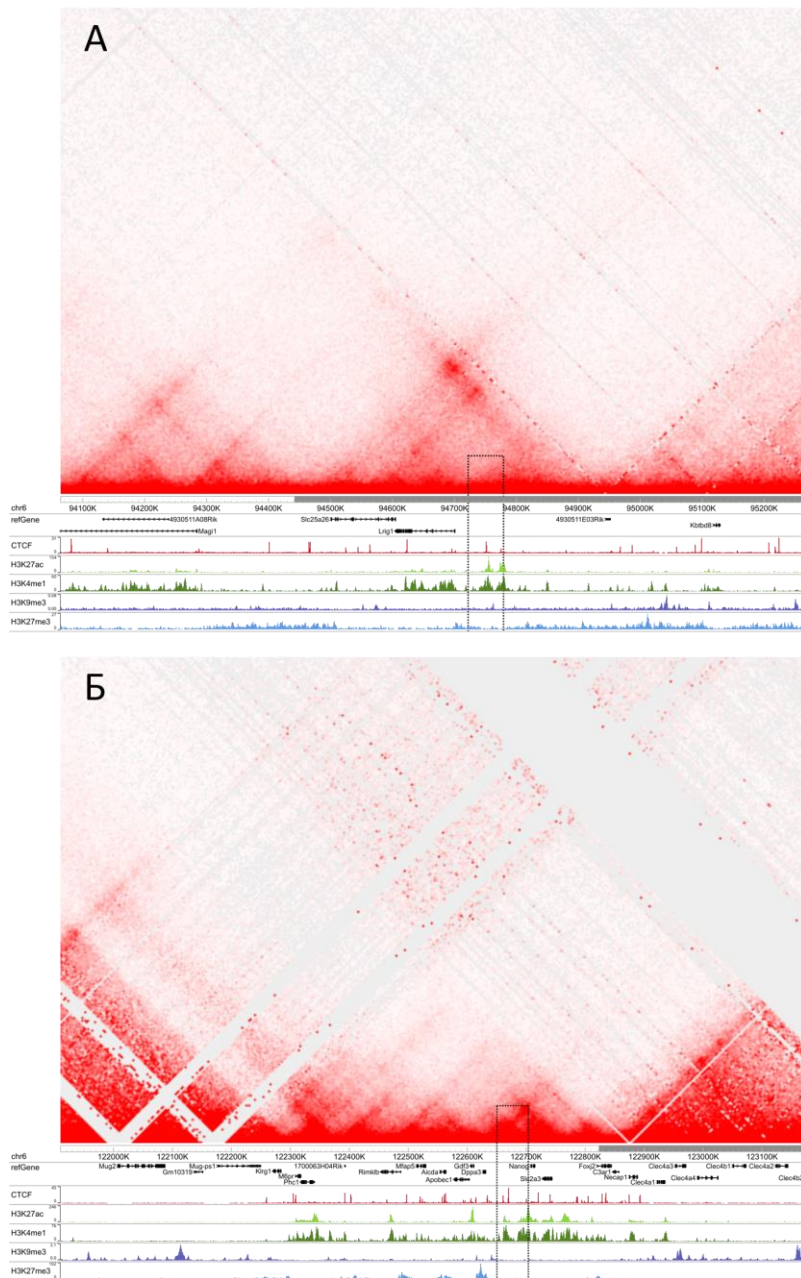 А
chr6
94100K 94200K 94300K 94400K 94500K 94600K 94700K 94800K 94900K 95000K 95100K 95200K
refGene
4930511A08Rik Slc25a26 4930511E03Rik Kbtbd8
Magi1 Lrig1
CTCF
H3K27ac
H3K4me1
H3K9me3
H3K27me3
Б
chr6
122000K 122100K 122200K 122300K 122400K 122500K 122600K 122700K 122800K 122900K 123000K 123100K
refGene
Mug2 Mug-ps1 1700063H04Rik Mfap5 Gdf3 Nanog Foxj2 Clec4a3 Clec4b1 Clec4a2
Gm10319 Klrg1 Rimklb Aicda Dppa3 C3ar1
M6pr Apobec1 Slc2a3 Necap1 Clec4a4 Clec4b2
Phc1 Clec4a1
CTCF
H3K27ac
H3K4me1
H3K9me3
H3K27me3